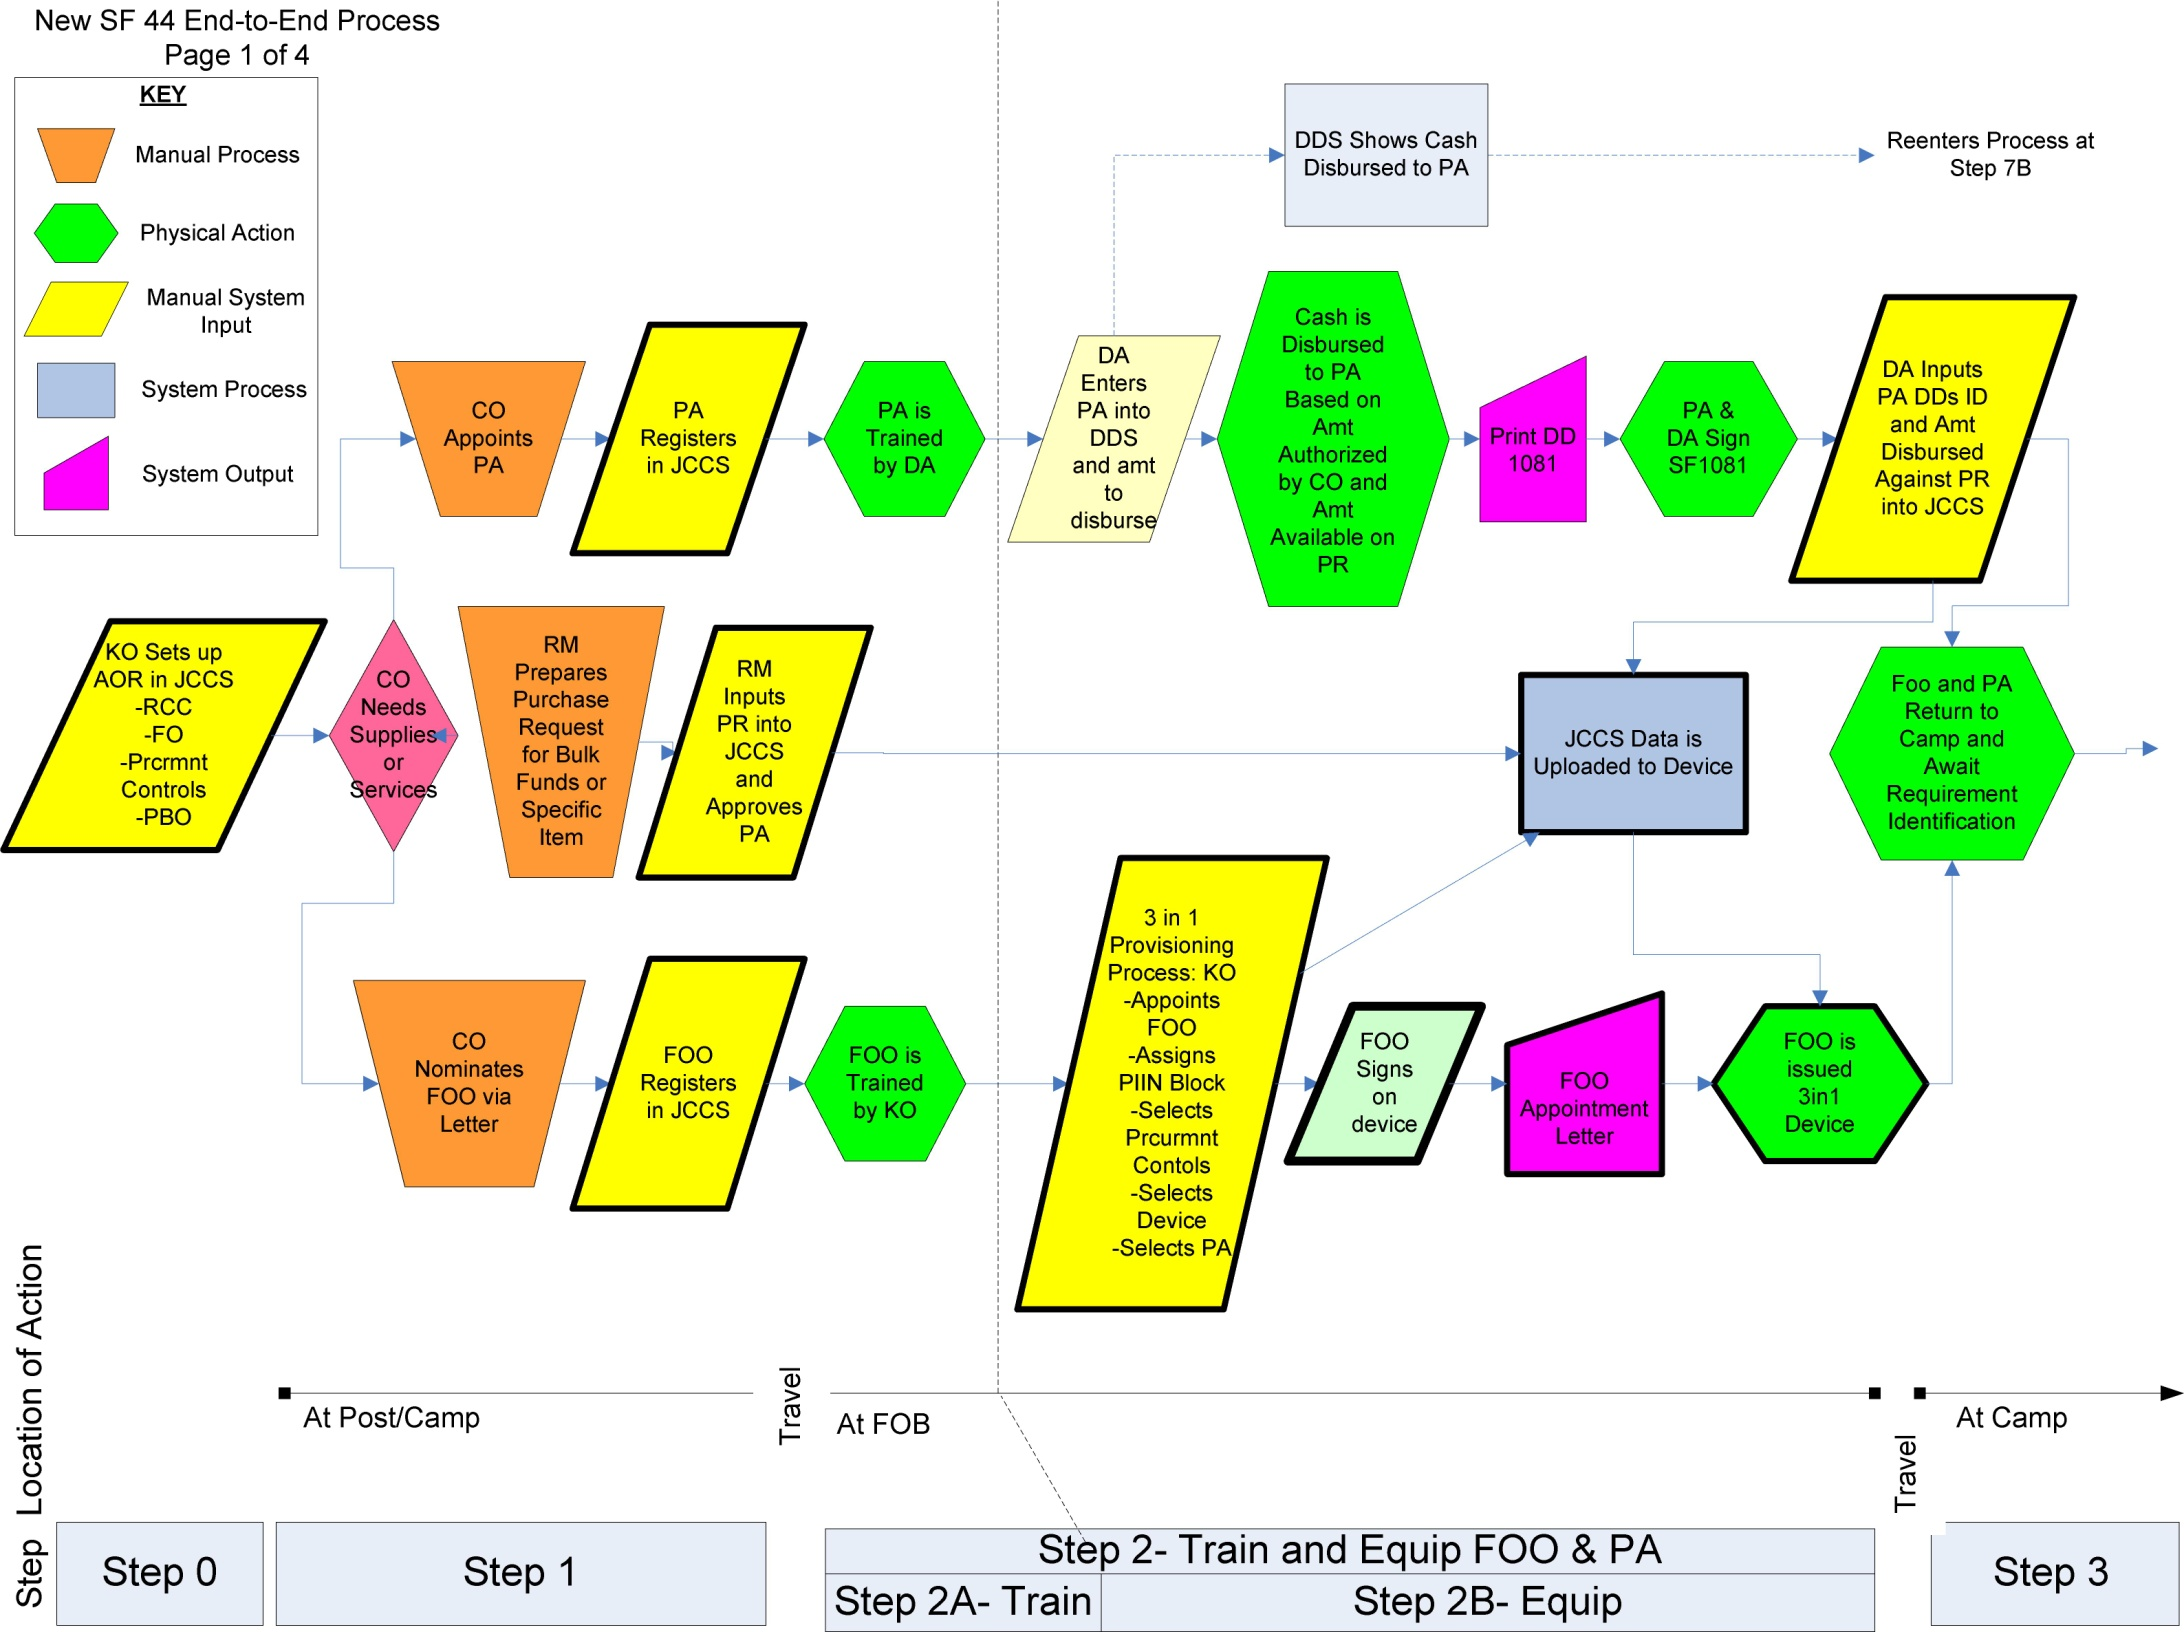 New SF 44 End-to-End Process
Page 1 of 4
KEY
Manual Process
Physical Action
Manual System
Input
System Process
System Output
DDS Shows Cash
Disbursed to PA
Reenters Process at
Step 7B
CO
Appoints
PA
PA
Registers
in JCCS
PA is
Trained
by DA
DA
Enters
PA into
DDS
and amt
to
disburse
Cash is
Disbursed
to PA
Based on
Amt
Authorized
by CO and
Amt
Available on
PR
Print DD
1081
PA &
DA Sign
SF1081
DA Inputs
PA DDs ID
and Amt
Disbursed
Against PR
into JCCS
KO Sets up
AOR in JCCS
-RCC
-FO
-Prcrmnt
Controls
-PBO
CO
Needs
Supplies
or
Services
RM
Prepares
Purchase
Request
for Bulk
Funds or
Specific
Item
RM
Inputs
PR into
JCCS
and
Approves
PA
JCCS Data is
Uploaded to Device
Foo and PA
Return to
Camp and
Await
Requirement
Identification
CO
Nominates
FOO via
Letter
FOO
Registers
in JCCS
FOO is
Trained
by KO
3 in 1
Provisioning
Process: KO
-Appoints
FOO
-Assigns
PIIN Block
-Selects
Prcurmnt
Contols
-Selects
Device
-Selects PA
FOO
Signs
on
device
FOO
Appointment
Letter
FOO is
issued
3in1
Device
Location of Action
At Post/Camp
Travel
At FOB
Travel
At Camp
Step
Step 0
Step 1
Step 2- Train and Equip FOO & PA
Step 2A- Train
Step 2B- Equip
Step 3